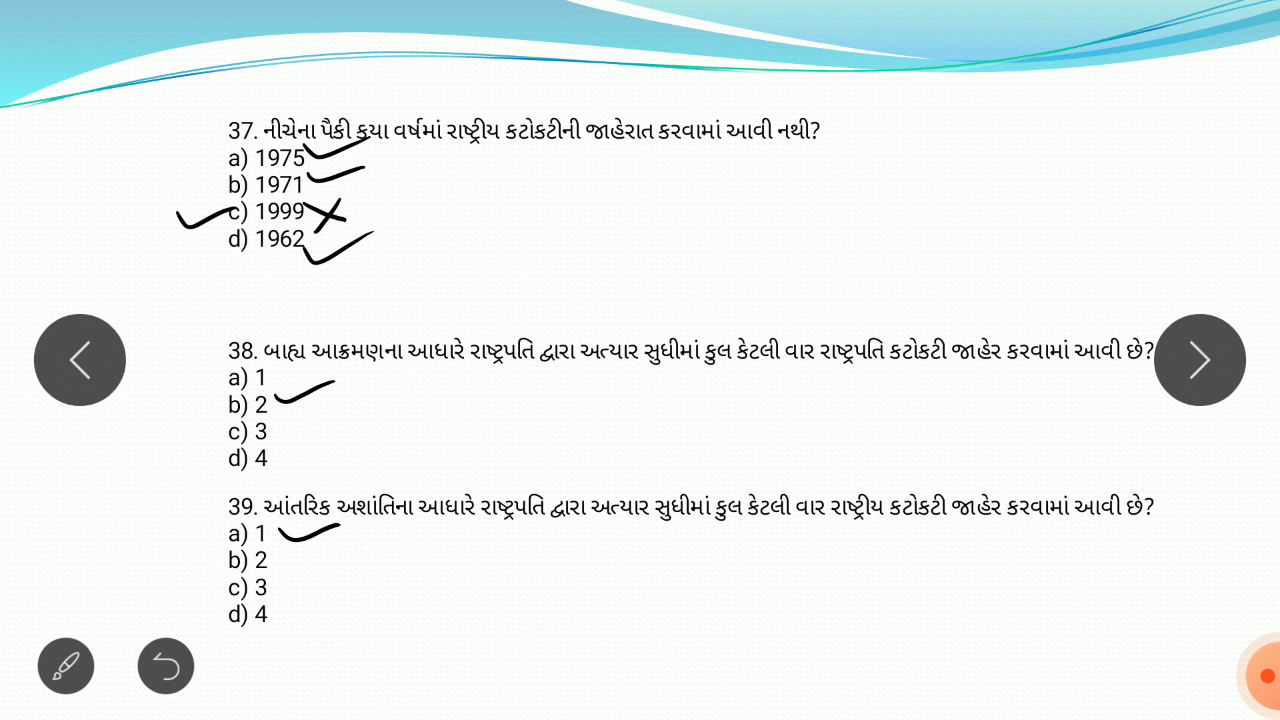 37. નીચેના પૈકી કયા વર્ષમાં રાષ્ટ્રીય કટોકટીની જાહેરાત કરવામાં આવી નથી?
a) 1975
b) 1971
c) 1999
d) 1962
38. બાહ્ય આક્રમણના આધારે રાષ્ટ્રપતિ દ્વારા અત્યાર સુધીમાં કુલ કેટલી વાર રાષ્ટ્રપતિ કટોકટી જાહેર કરવામાં આવી છે?
a) 1
b) 2
c) 3
d) 4
39. આંતરિક અશાંતિના આધારે રાષ્ટ્રપતિ દ્વારા અત્યાર સુધીમાં કુલ કેટલી વાર રાષ્ટ્રીય કટોકટી જાહેર કરવામાં આવી છે?
a) 1
b) 2
c) 3
d) 4